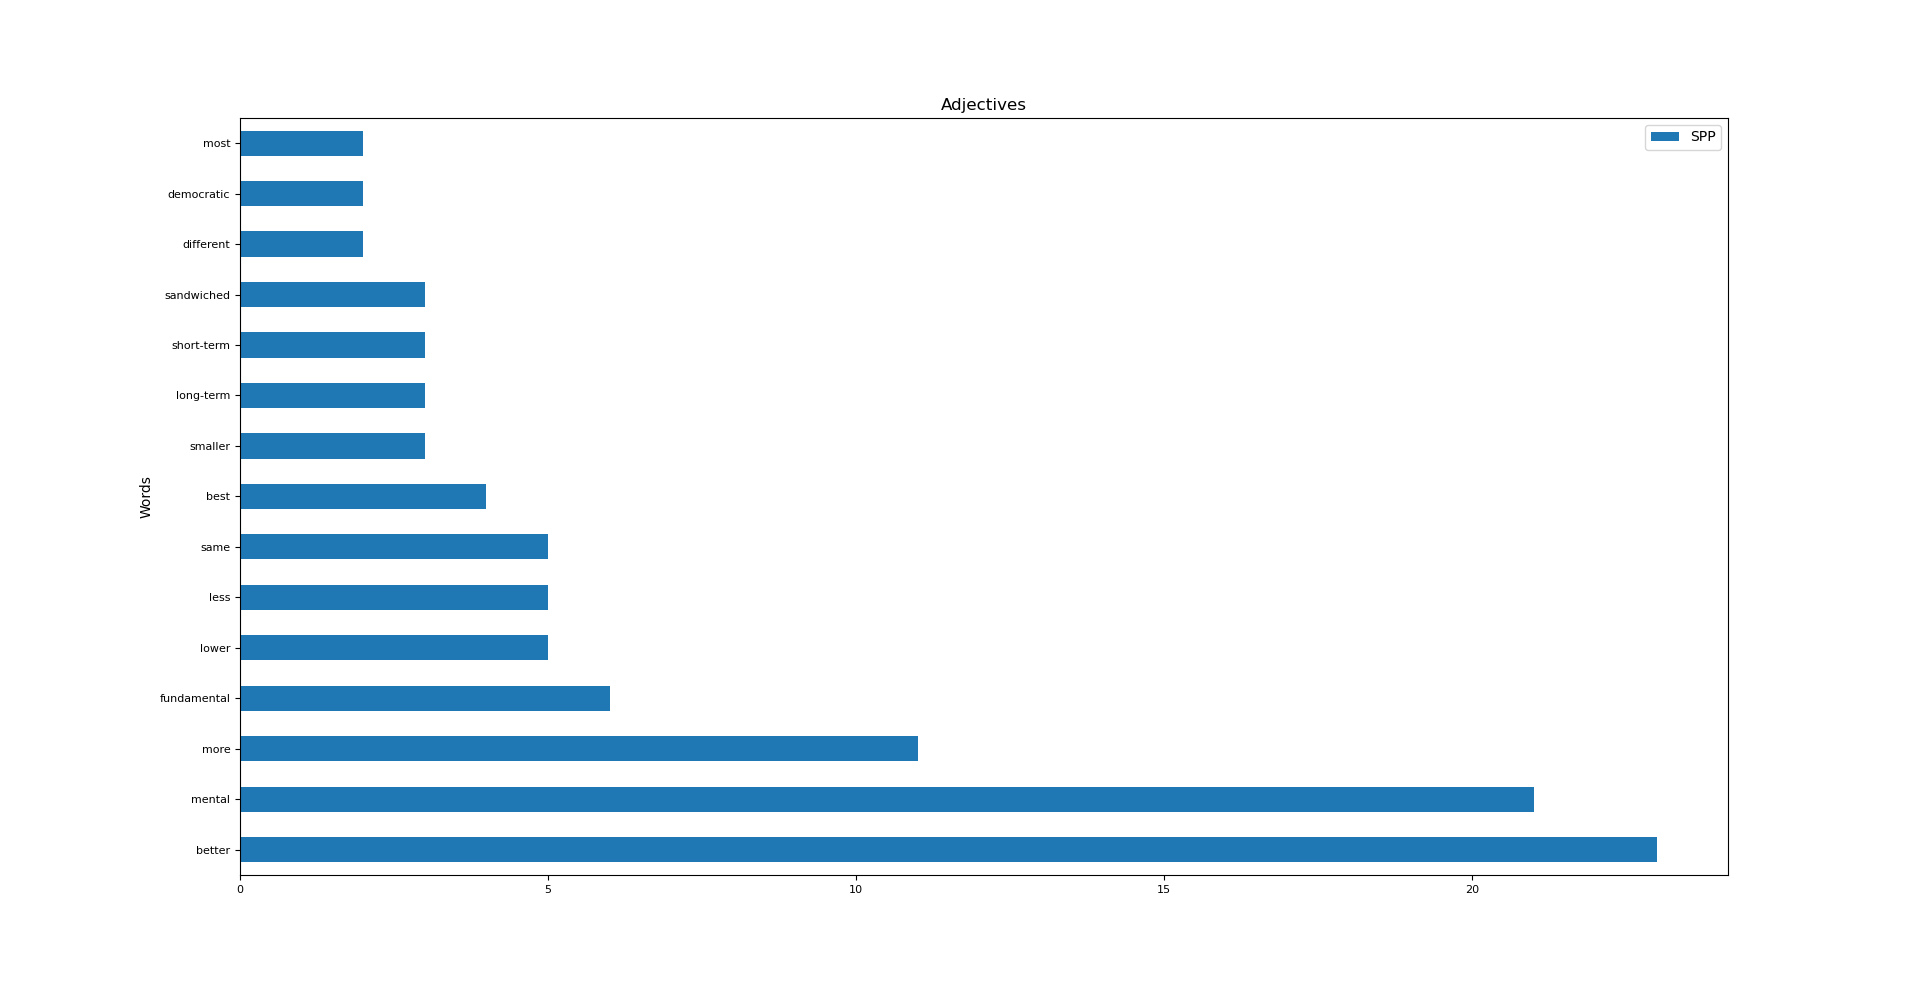 Adjectives
SPP
most
democratic
different
sandwiched
short-term
long-term
smaller
best
Words
same
less
lower
fundamental
more
mental
better
0 5 10 15 20